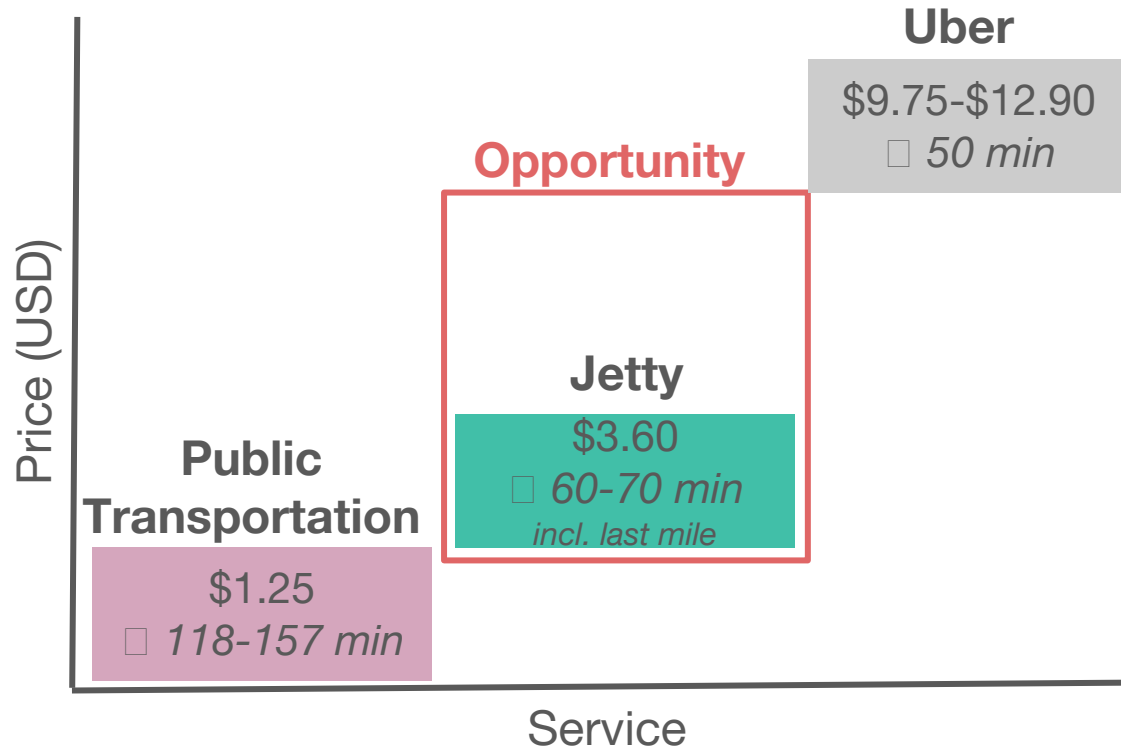 Uber
$9.75-$12.90
50 min
Opportunity
Jetty
$3.60
60-70 min
incl. last mile
Public
Transportation
$1.25
118-157 min
Price (USD)
Service